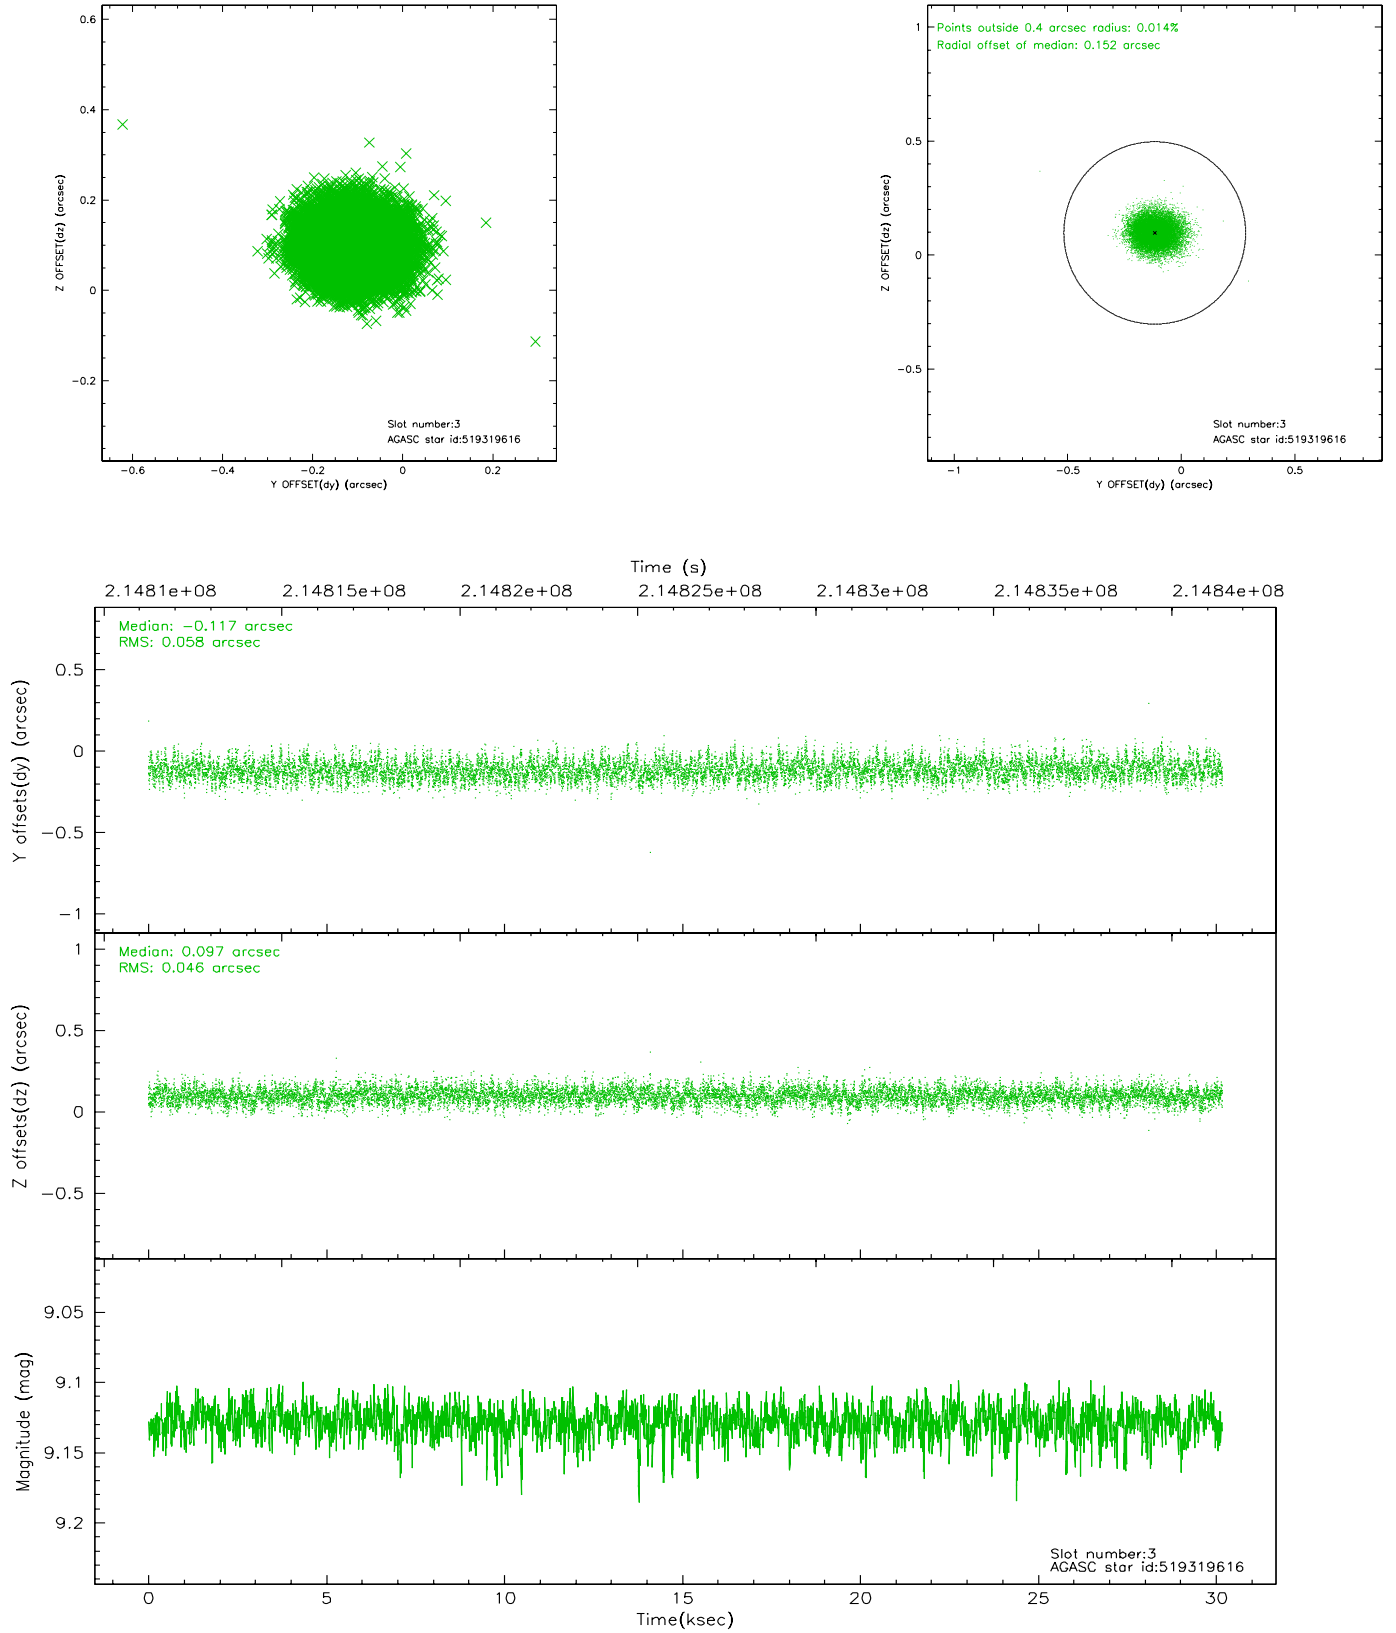 0.6
0.4
0.2
0
−0.2
Z OFFSET(dz) (arcsec)
Slot number:3
AGASC star id:519319616
−0.6 −0.4 −0.2 0 0.2
Y OFFSET(dy) (arcsec)
Points outside 0.4 arcsec radius: 0.014%
Radial offset of median: 0.152 arcsec
1
0.5
0
−0.5
Z OFFSET(dz) (arcsec)
Slot number:3
AGASC star id:519319616
−1 −0.5 0 0.5
Y OFFSET(dy) (arcsec)
Time (s)
2.1481e+08 2.14815e+08 2.1482e+08 2.14825e+08 2.1483e+08 2.14835e+08 2.1484e+08
Median: −0.117 arcsec
RMS: 0.058 arcsec
0.5
0
−0.5
−1
Y offsets(dy) (arcsec)
Median: 0.097 arcsec
RMS: 0.046 arcsec
1
0.5
0
−0.5
Z offsets(dz) (arcsec)
9.05
9.1
9.15
9.2
Magnitude (mag)
Slot number:3
AGASC star id:519319616
0 5 10 15 20 25 30
Time(ksec)